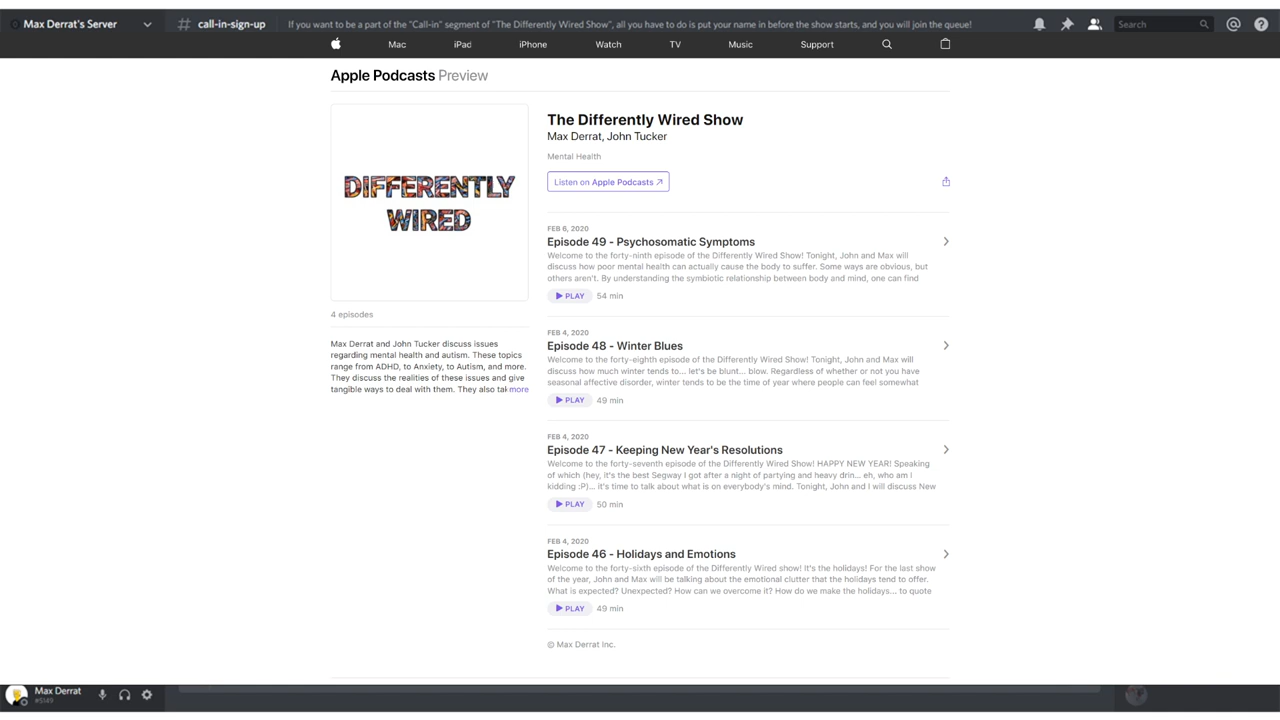 Max Derrat's Server
# call-in-sign-up
If you want to be a part of the "Call-in" segment of "The Differently Wired Show", all you have to do is put your name in before the show starts, and you will join the queue!
Search
Mac iPad iPhone Watch TV Music Support
Apple Podcasts Preview
DIFFERENTLY
WIRED
4 episodes
Max Derrat and John Tucker discuss issues
regarding mental health and autism. These topics
range from ADHD, to Anxiety, to Autism, and more.
They discuss the realities of these issues and give
tangible ways to deal with them. They also tal more
The Differently Wired Show
Max Derrat, John Tucker
Mental Health
Listen on Apple Podcasts ↗
FEB 6, 2020
Episode 49 - Psychosomatic Symptoms
Welcome to the forty-ninth episode of the Differently Wired Show! Tonight, John and Max will
discuss how poor mental health can actually cause the body to suffer. Some ways are obvious, but
others aren't. By understanding the symbiotic relationship between body and mind, one can find
PLAY 54 min
FEB 4, 2020
Episode 48 - Winter Blues
Welcome to the forty-eighth episode of the Differently Wired Show! Tonight, John and Max will
discuss how much winter tends to... let's be blunt... blow. Regardless of whether or not you have
seasonal affective disorder, winter tends to be the time of year where people can feel somewhat
PLAY 49 min
FEB 4, 2020
Episode 47 - Keeping New Year's Resolutions
Welcome to the forty-seventh episode of the Differently Wired Show! HAPPY NEW YEAR! Speaking
of which (hey, it's the best Segway I got after a night of partying and heavy drin... eh, who am i
kidding :P)... it's time to talk about what is on everybody's mind. Tonight, John and I will discuss New
PLAY 50 min
FEB 4, 2020
Episode 46 - Holidays and Emotions
Welcome to the forty-sixth episode of the Differently Wired show! It's the holidays! For the last show
of the year, John and Max will be talking about the emotional clutter that the holidays tend to offer.
What is expected? Unexpected? How can we overcome it? How do we make the holidays... to quote
PLAY 49 min
© Max Derrat Inc.
Max Derrat
#5149